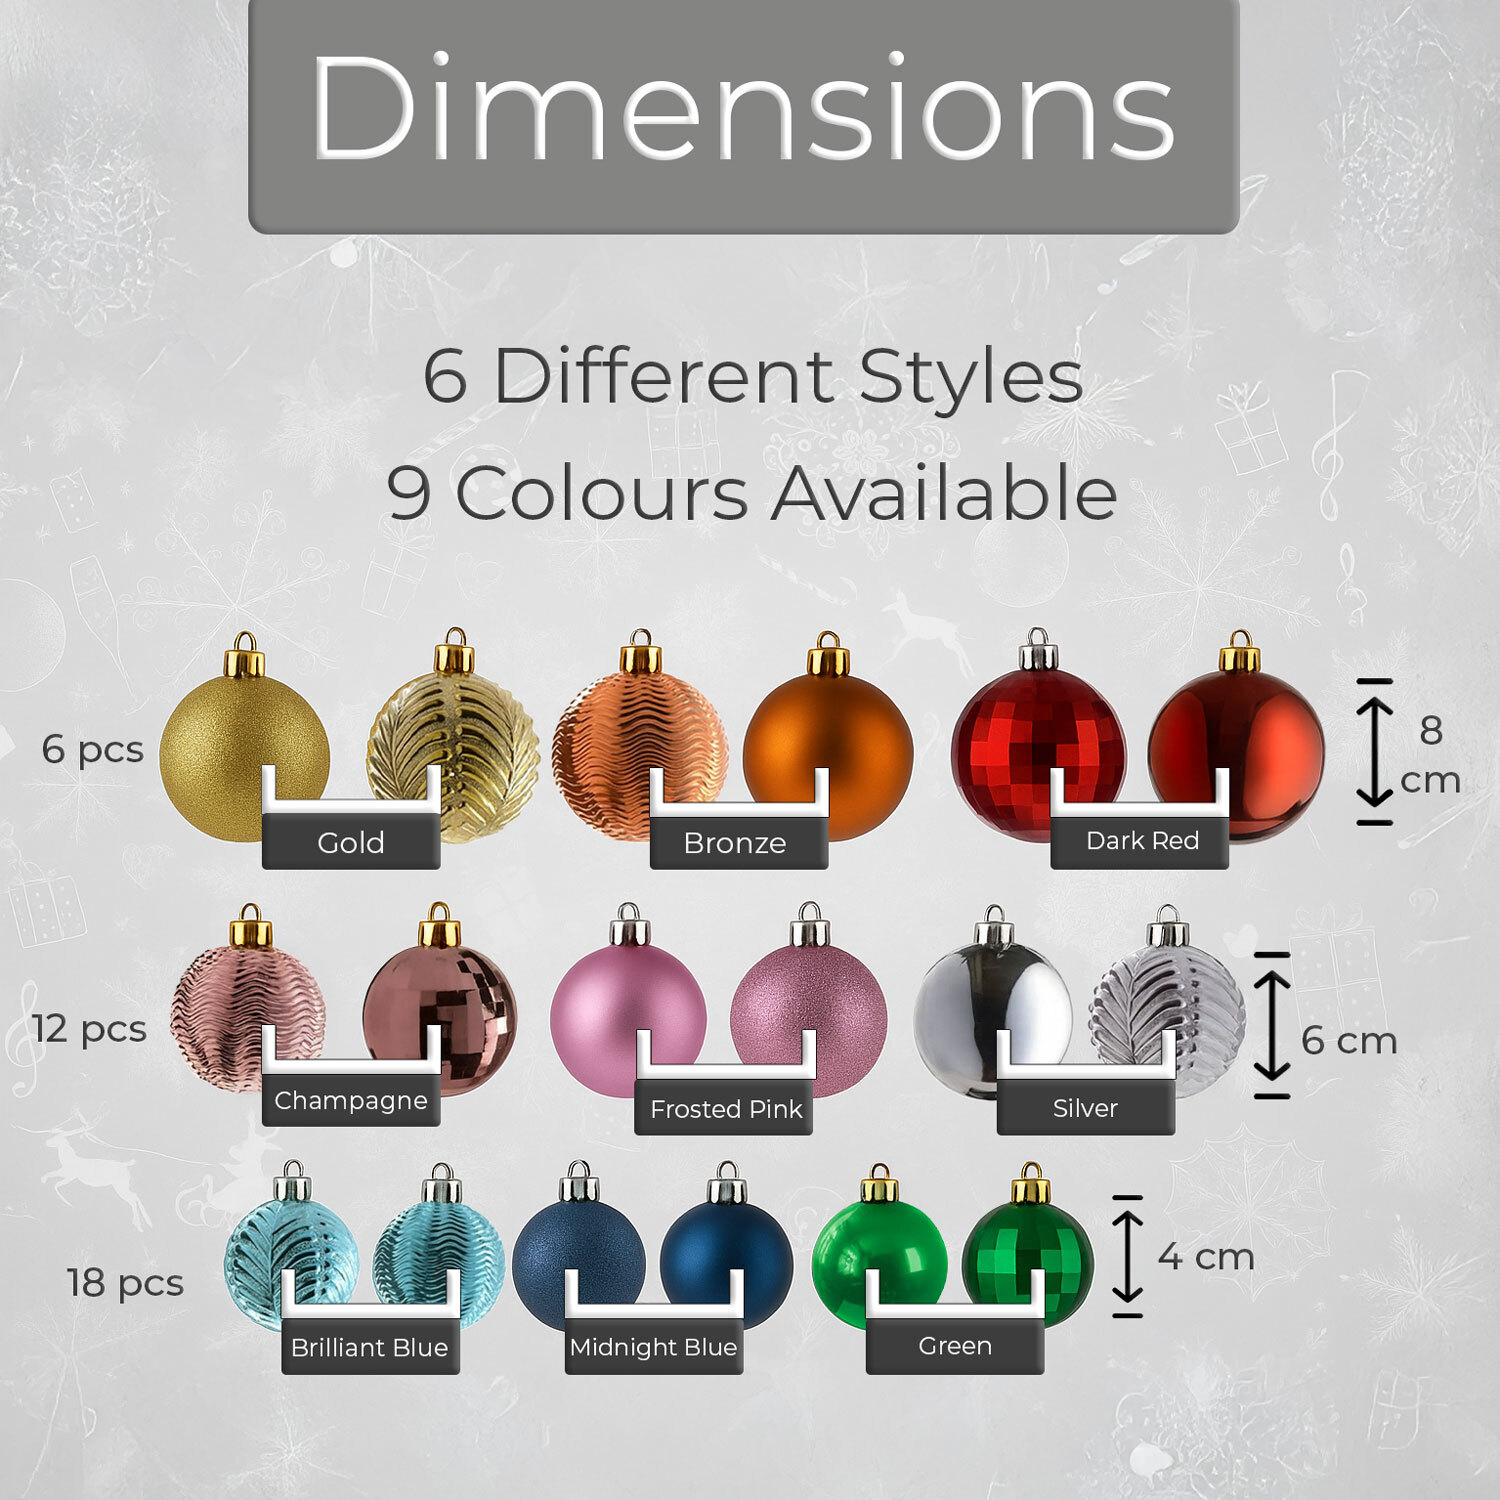 Dimensions
6 Different Styles
9 Colours Available
6 pcs
Gold
Bronze
Dark Red
8
cm
12 pcs
Champagne
Frosted Pink
Silver
6 cm
18 pcs
Brilliant Blue
Midnight Blue
Green
4 cm